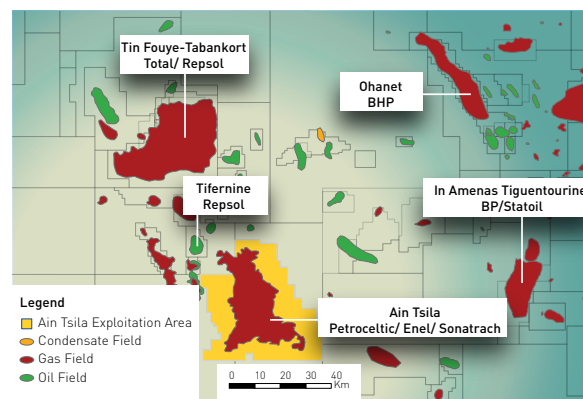 Tin Fouye-Tabankort
Total/ Repsol
Ohanet
BHP
Tifernine
Repsol
In Amenas Tiguentourine
BP/Statoil
Ain Tsila
Petroceltic/ Enel/ Sonatrach
Legend
Ain Tsila Exploitation Area
Condensate Field
Gas Field
Oil Field
0 10 20 30 40
Km